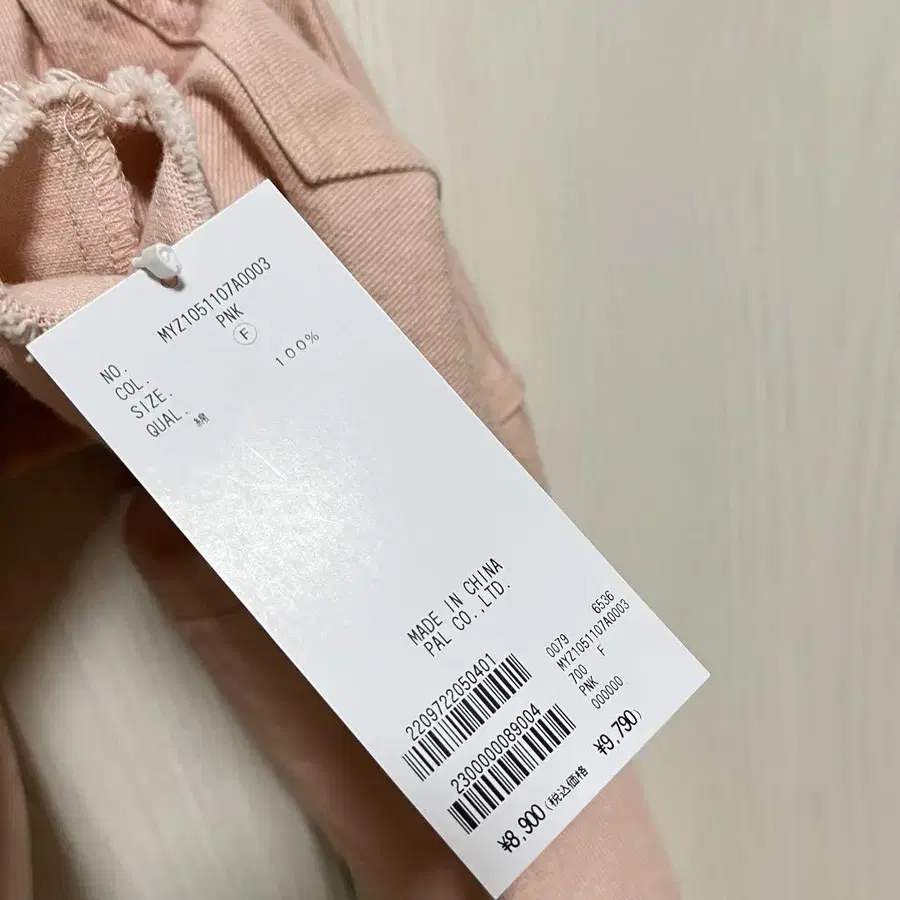 NO. MYZ1051107A0003
COL. PNK
SIZE. F
QUAL. 綿 100%
MADE IN CHINA
PAL CO.,LTD.
2209722050401
2300000089004
0079 6536
MYZ1051107A0003
700 F
PNK
000000
¥8,900(税込価格 ¥9,790)